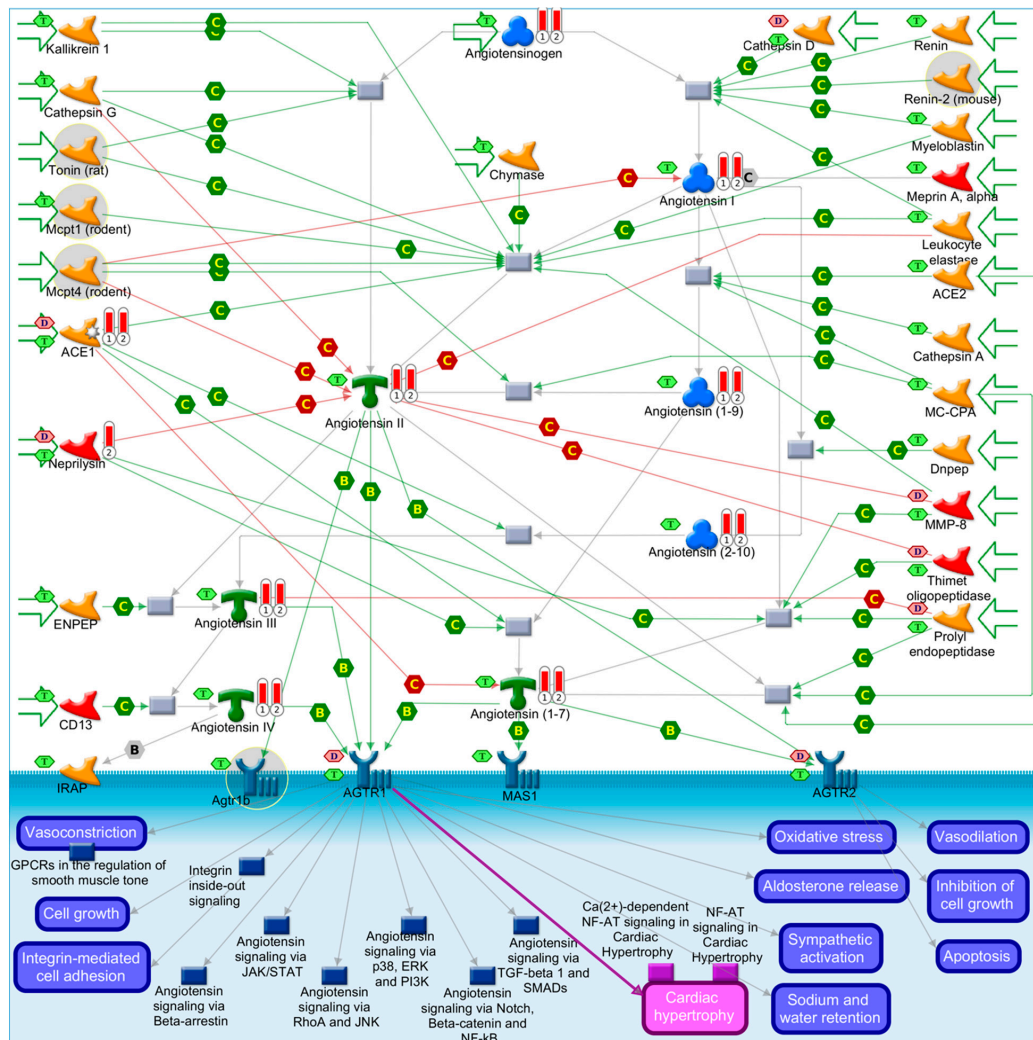 Kallikrein 1
Angiotensinogen
Cathepsin D
Renin
Cathepsin G
Renin-2 (mouse)
Tonin (rat)
Chymase
Myeloblastin
Mcpt1 (rodent)
Angiotensin I
Meprin A, alpha
Mcpt4 (rodent)
Leukocyte
elastase
ACE1
ACE2
Cathepsin A
Angiotensin II
Angiotensin (1-9)
MC-CPA
Neprilysin
Dnpep
MMP-8
Angiotensin (2-10)
Thimet
oligopeptidase
ENPEP
Angiotensin III
Prolyl
endopeptidase
CD13
Angiotensin IV
Angiotensin (1-7)
IRAP
Agtr1b
AGTR1
MAS1
AGTR2
Vasoconstriction
GPCRs in the regulation of
smooth muscle tone
Integrin
inside-out
signaling
Oxidative stress
Vasodilation
Cell growth
Aldosterone release
Inhibition of
cell growth
Integrin-mediated
cell adhesion
Angiotensin
signaling via
JAK/STAT
Angiotensin
signaling via
p38, ERK
and PI3K
Angiotensin
signaling via
TGF-beta 1 and
SMADs
Ca(2+)-dependent
NF-AT signaling in
Cardiac
Hypertrophy
NF-AT
signaling in
Cardiac
Hypertrophy
Sympathetic
activation
Apoptosis
Angiotensin
signaling via
Beta-arrestin
Angiotensin
signaling via
RhoA and JNK
Angiotensin
signaling via Notch,
Beta-catenin and
NF-kB
Cardiac
hypertrophy
Sodium and
water retention